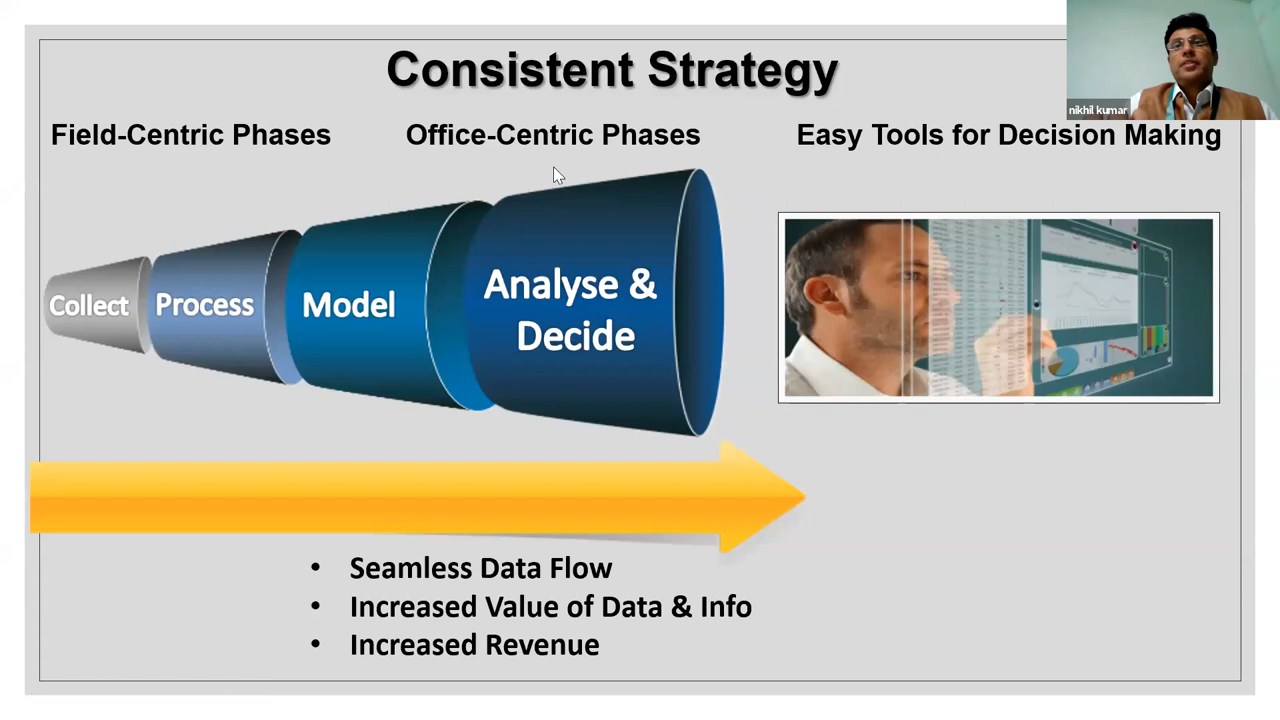 Consistent Strategy
nikhil kumar
Field-Centric Phases
Office-Centric Phases
Easy Tools for Decision Making
Collect
Process
Model
Analyse &
Decide
• Seamless Data Flow
• Increased Value of Data & Info
• Increased Revenue